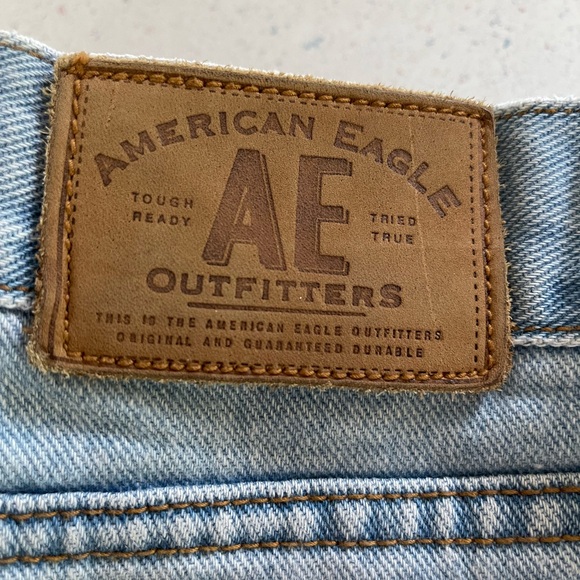 AMERICAN EAGLE
AE
TOUGH
READY
TRIED
TRUE
OUTFITTERS
THIS IS THE AMERICAN EAGLE OUTFITTERS
ORIGINAL AND GUARANTEED DURABLE